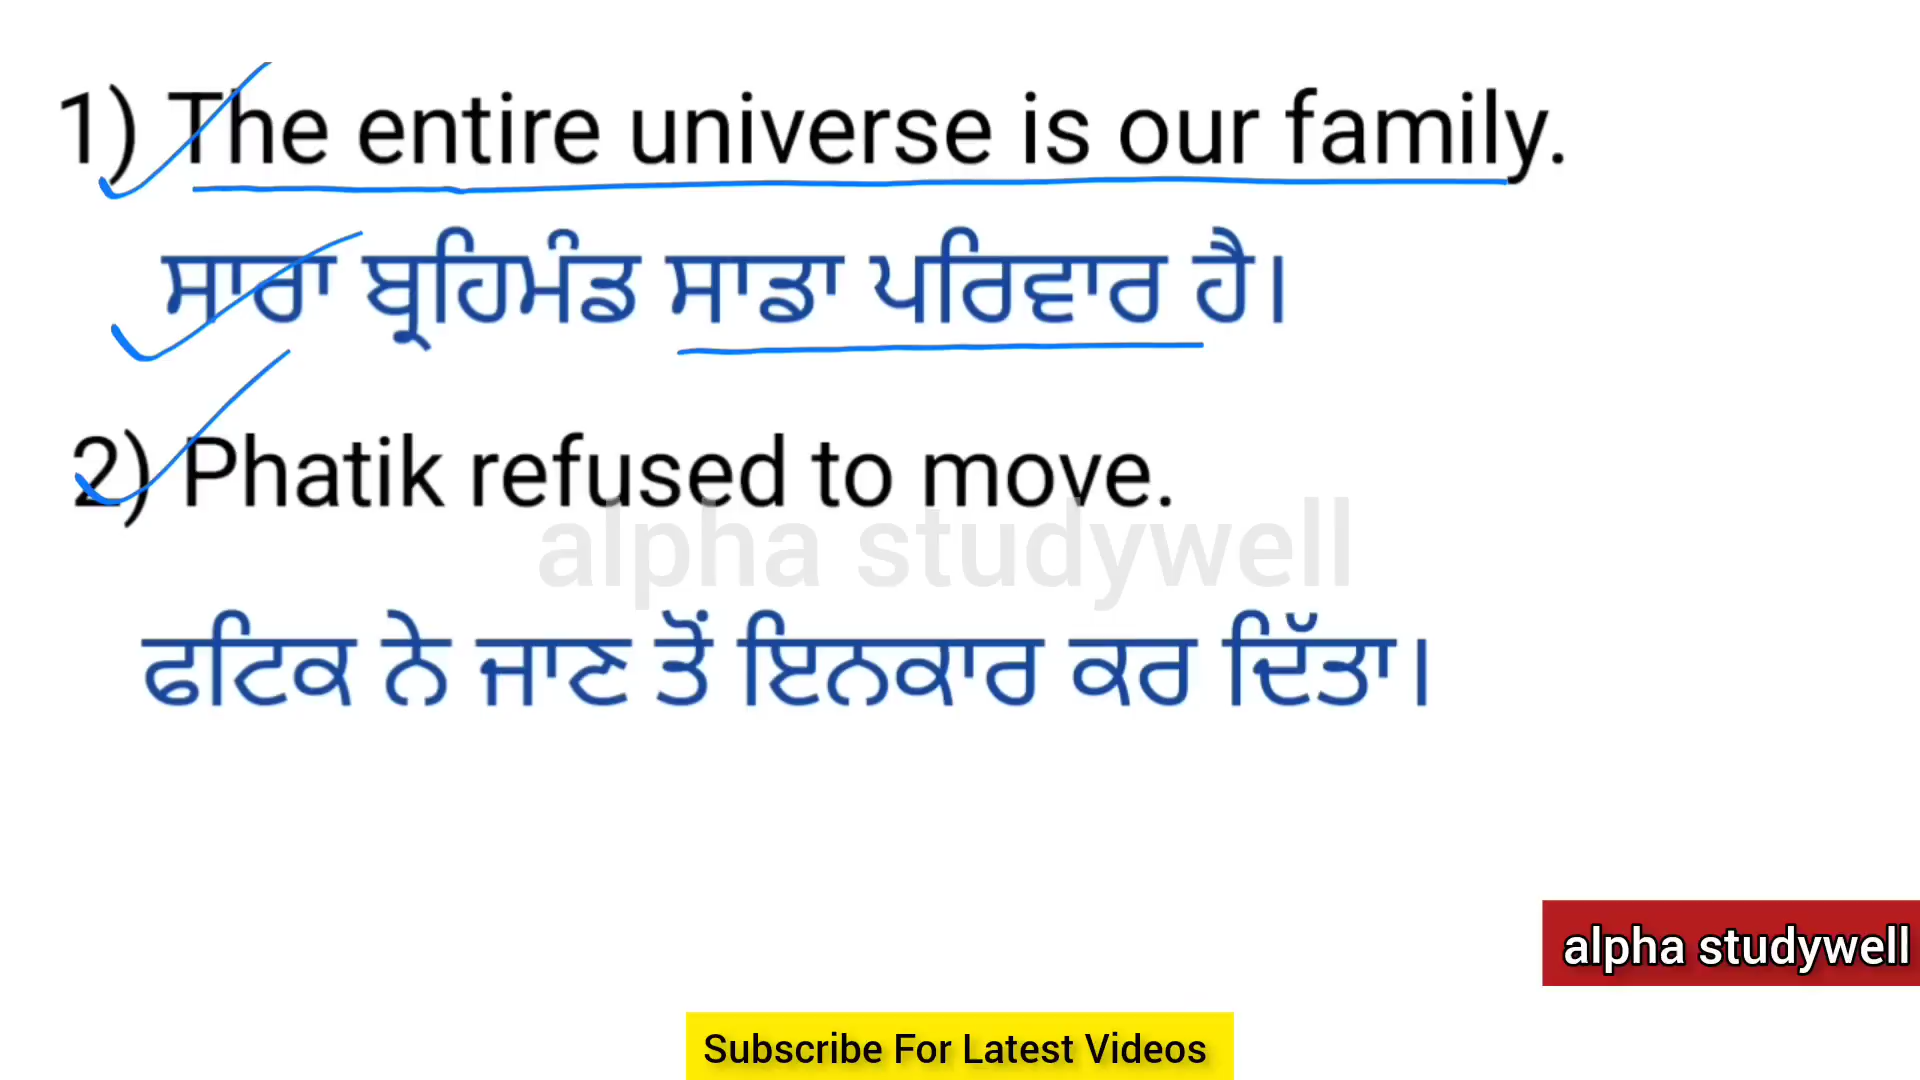 1) The entire universe is our family.
ਸਾਰਾ ਬ੍ਰਹਿਮੰਡ ਸਾਡਾ ਪਰਿਵਾਰ ਹੈ।
2) Phatik refused to move.
alpha studywell
ਫਟਿਕ ਨੇ ਜਾਣ ਤੋਂ ਇਨਕਾਰ ਕਰ ਦਿੱਤਾ।
alpha studywell
Subscribe For Latest Videos